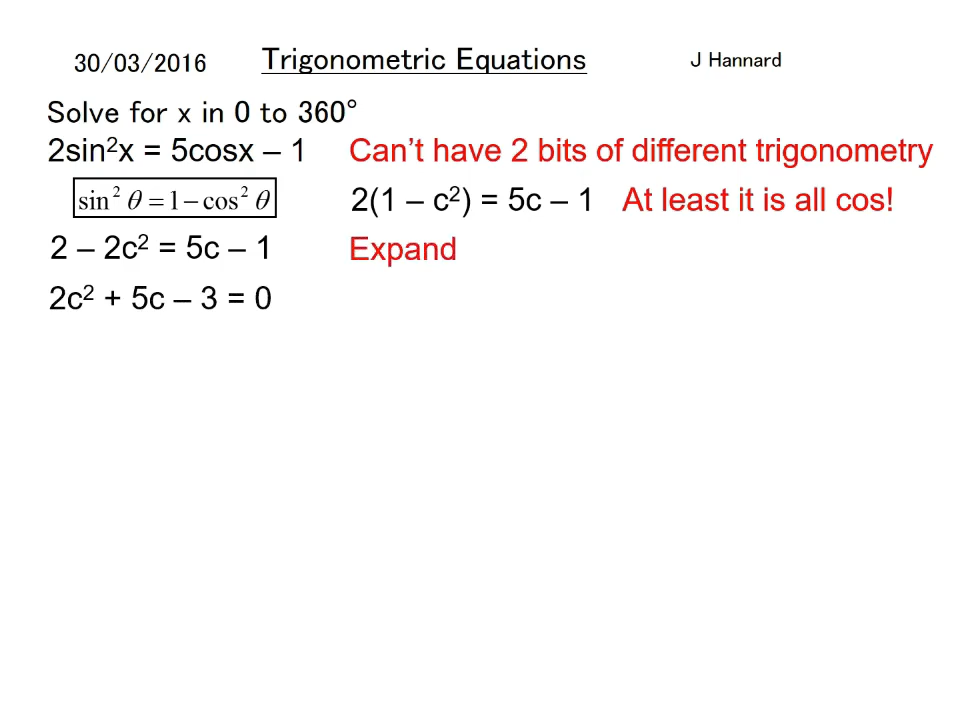 30/03/2016 Trigonometric Equations J Hannard
Solve for x in 0 to 360°
2sin²x = 5cosx – 1 Can't have 2 bits of different trigonometry
sin² θ = 1 – cos² θ 2(1 – c²) = 5c – 1 At least it is all cos!
2 – 2c² = 5c – 1 Expand
2c² + 5c – 3 = 0